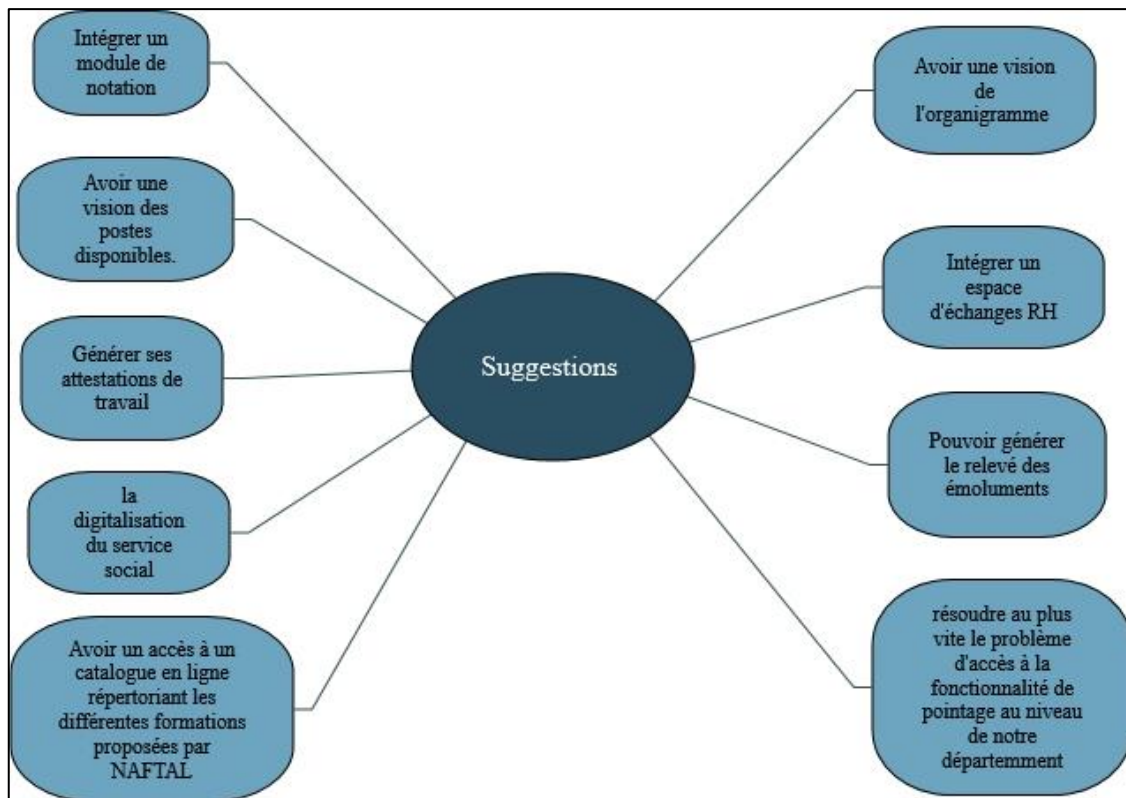 Intégrer un
module de
notation
Avoir une
vision des
postes
disponibles.
Générer ses
attestations de
travail
la
digitalisation
du service
social
Avoir un accès à un
catalogue en ligne
répertoriant les
différentes formations
proposées par
NAFTAL
Suggestions
Avoir une vision
de
l'organigramme
Intégrer un
espace
d'échanges RH
Pouvoir générer
le relevé des
émoluments
résoudre au plus
vite le problème
d'accès à la
fonctionnalité de
pointage au niveau
de notre
départemment